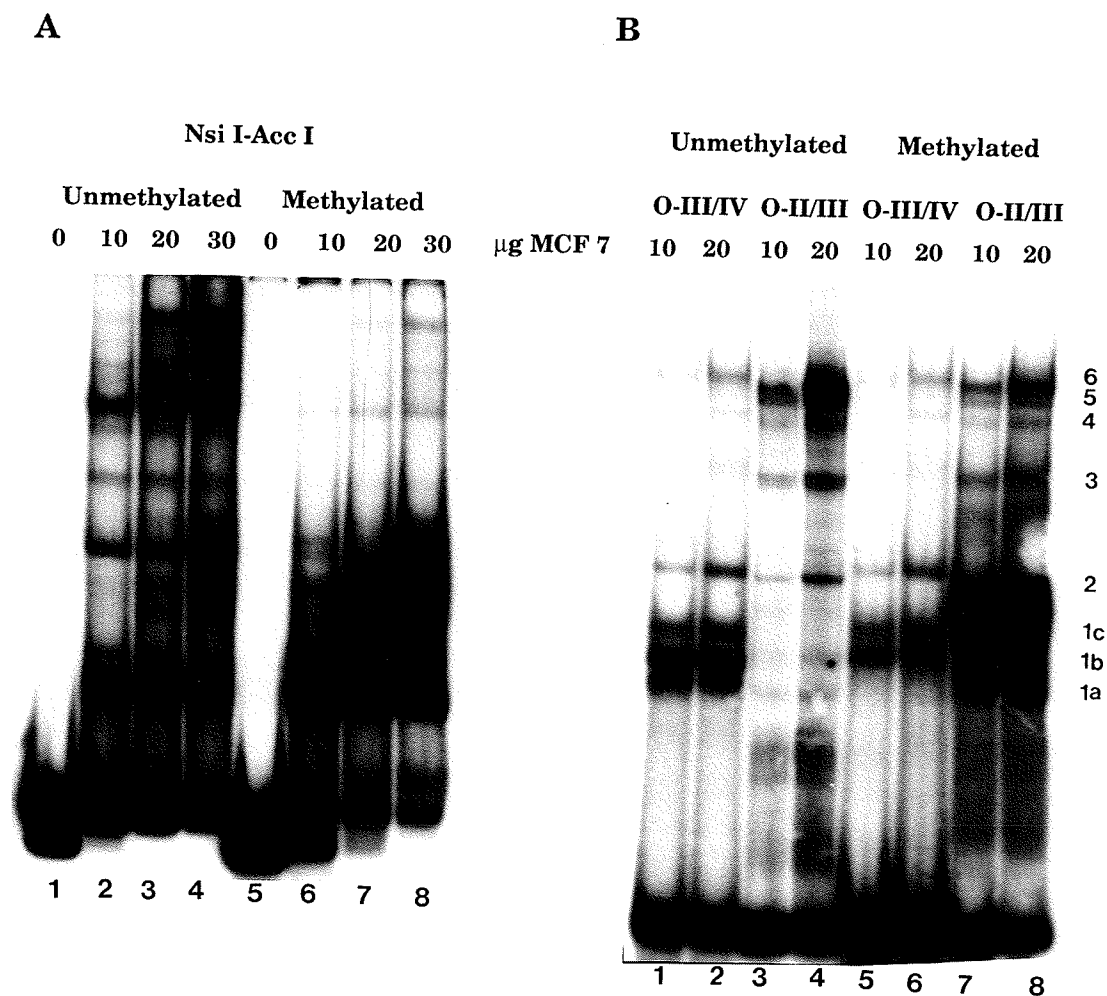 A
Nsi I-Acc I
Unmethylated Methylated
0 10 20 30 0 10 20 30 µg MCF 7
1 2 3 4 5 6 7 8
B
Unmethylated Methylated
O-III/IV O-II/III O-III/IV O-II/III
10 20 10 20 10 20 10 20
6
5
4
3
2
1c
1b
1a
1 2 3 4 5 6 7 8